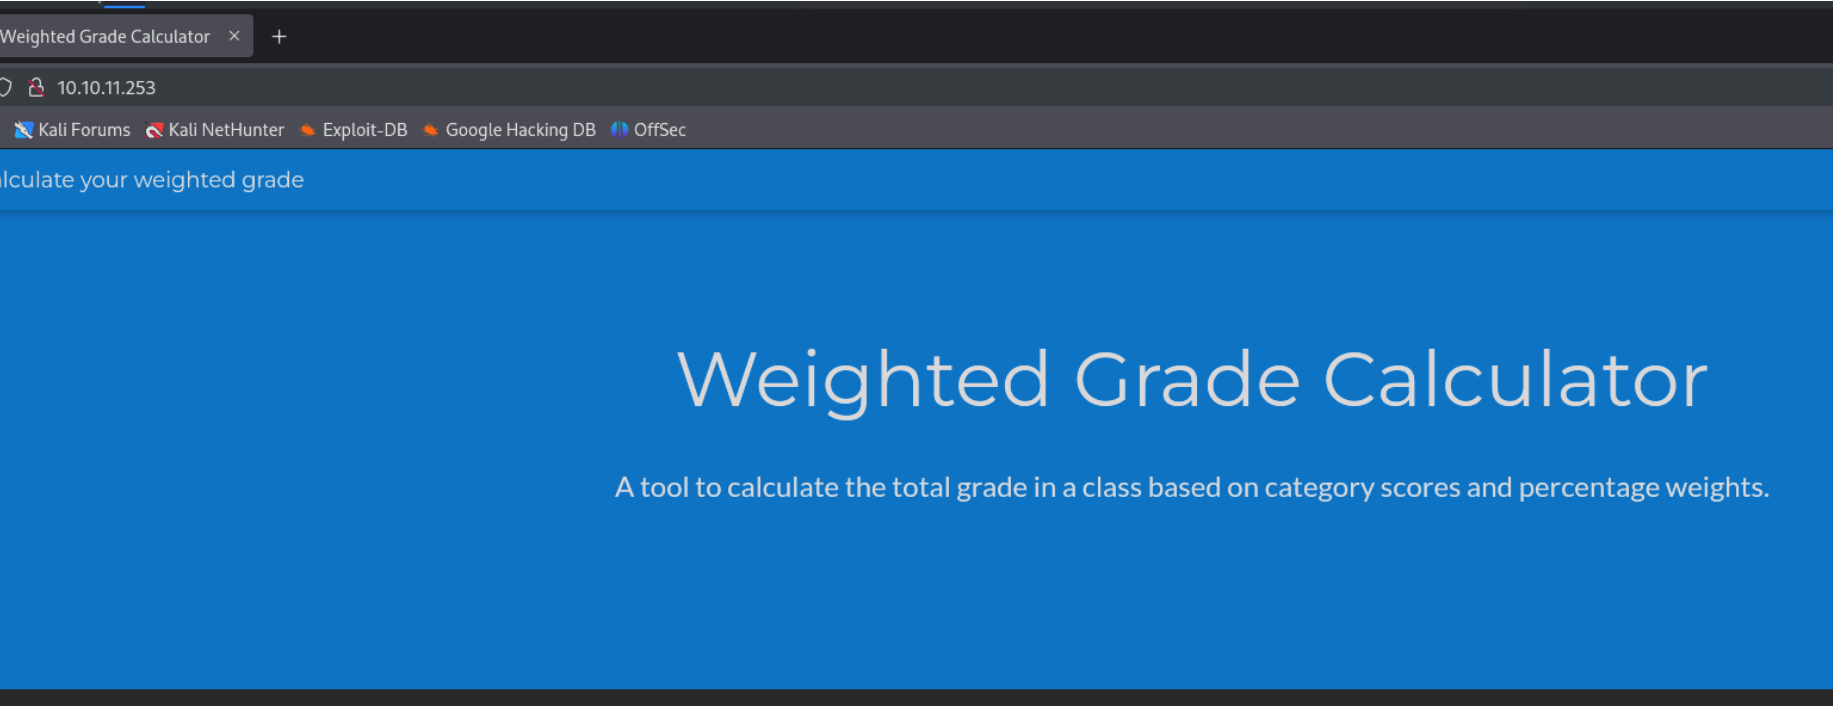 Weighted Grade Calculator
10.10.11.253
Kali Forums Kali NetHunter Exploit-DB Google Hacking DB OffSec
lculate your weighted grade
Weighted Grade Calculator
A tool to calculate the total grade in a class based on category scores and percentage weights.